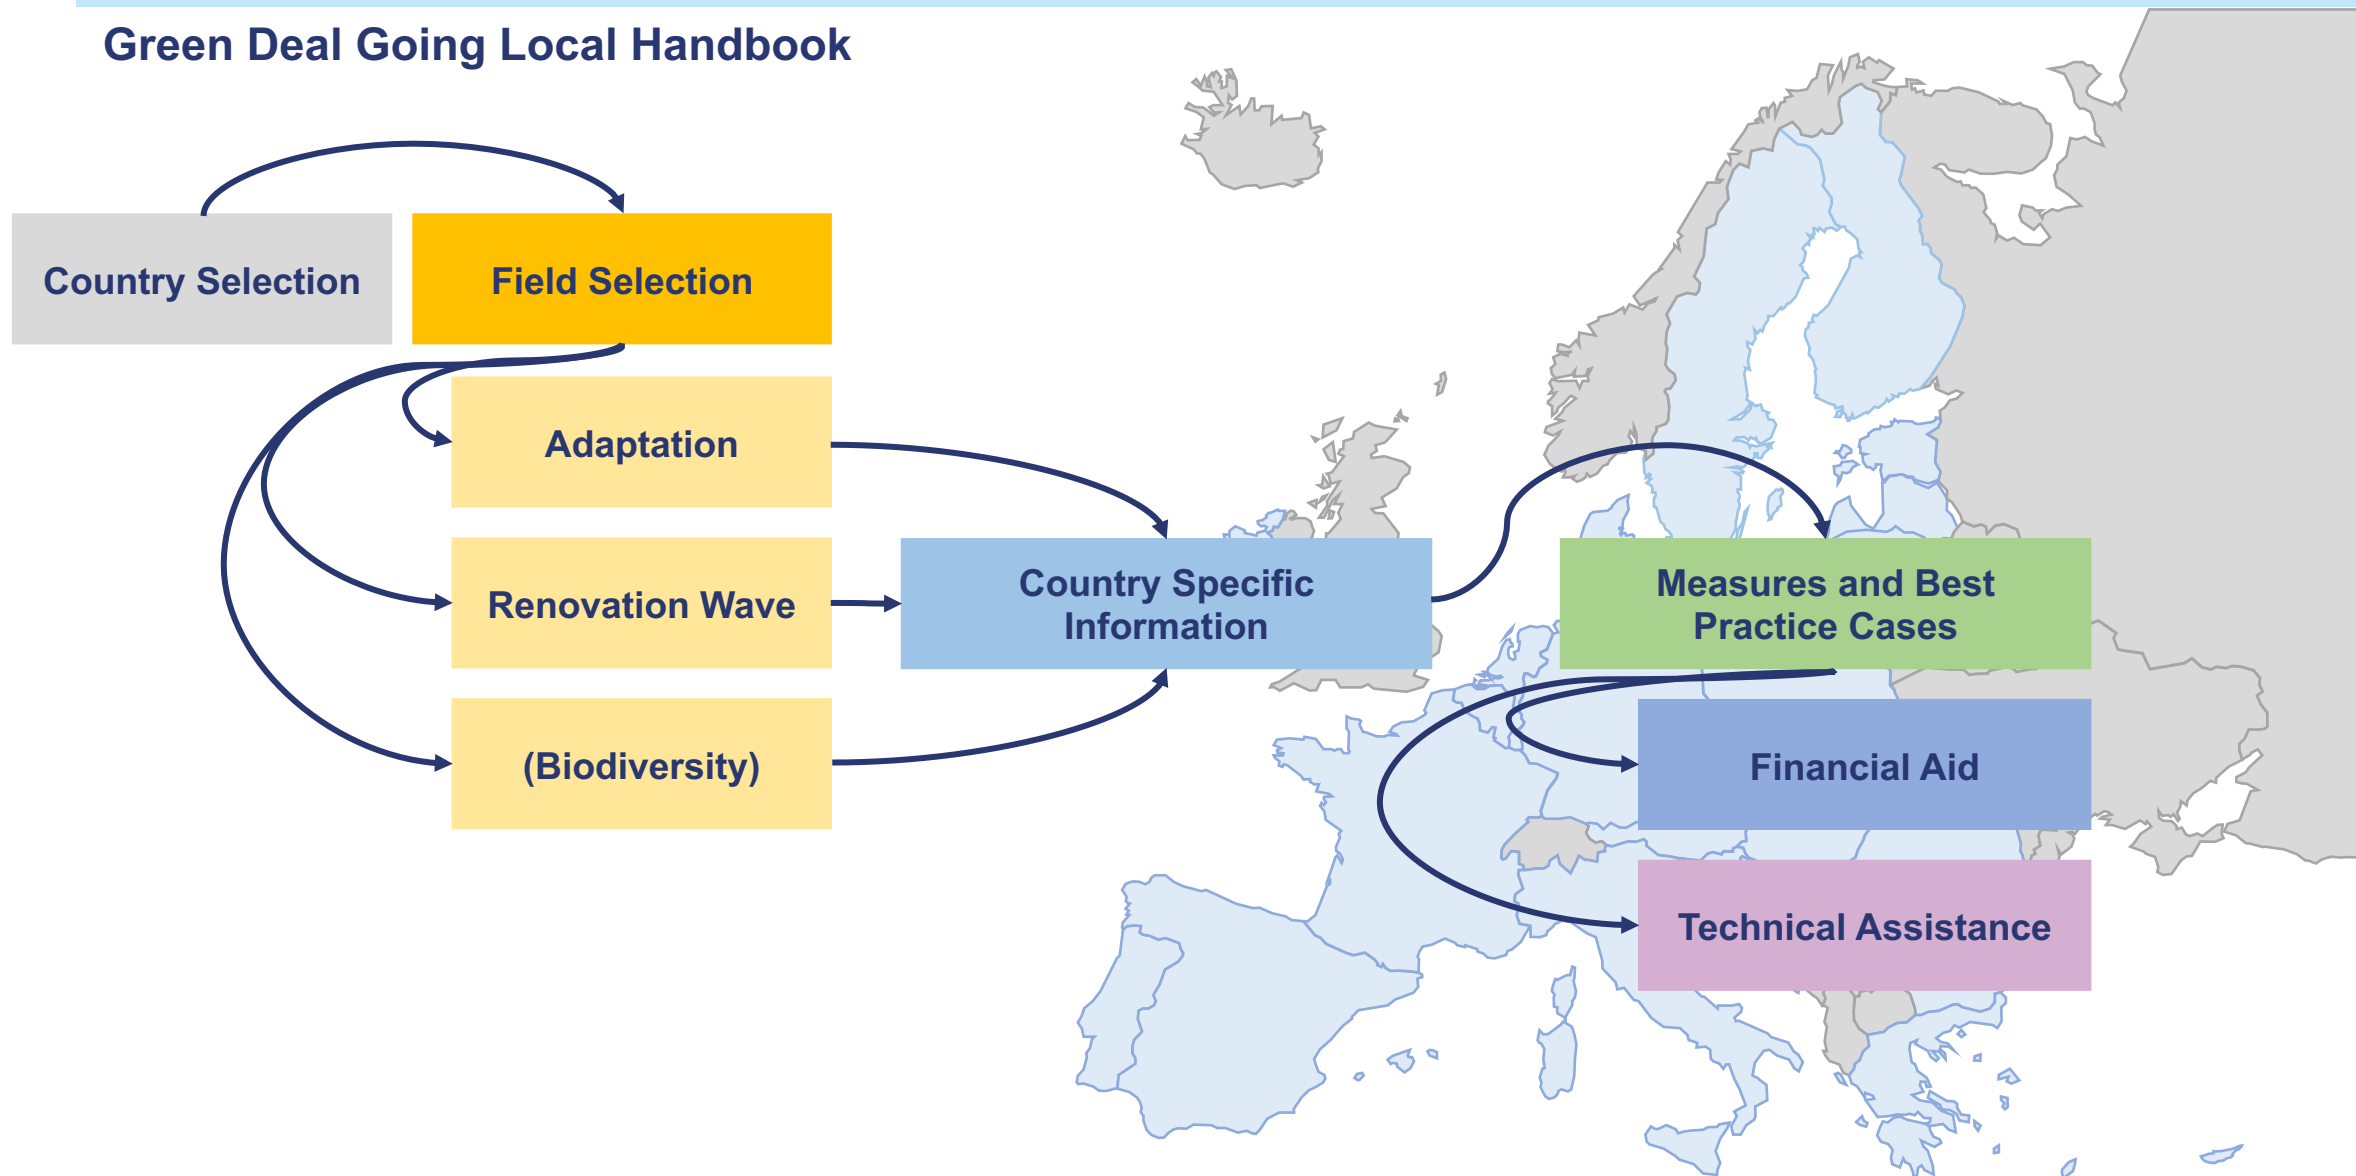 Green Deal Going Local Handbook
Country Selection
Field Selection
Adaptation
Renovation Wave
(Biodiversity)
Country Specific
Information
Measures and Best
Practice Cases
Financial Aid
Technical Assistance